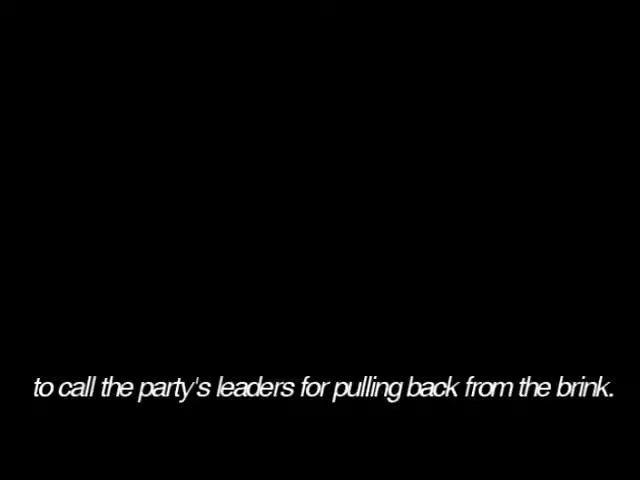 to call the party's leaders for pulling back from the brink.